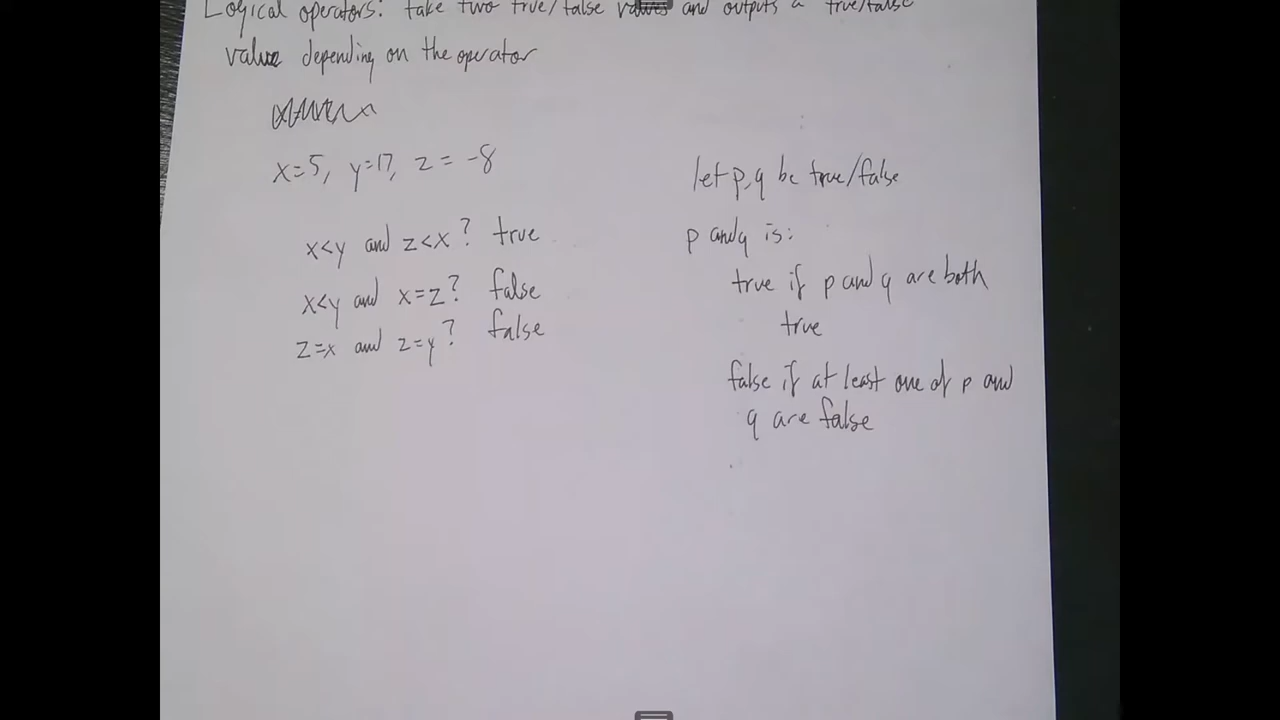 Logical operators: take two true/false values and outputs a true/false
value depending on the operator
x=5, y=17, z = -8
x<y and z<x? true
x<y and x=z? false
z=x and z=y? false
let p,q be true/false
p and q is:
true if p and q are both
true
false if at least one of p and
q are false